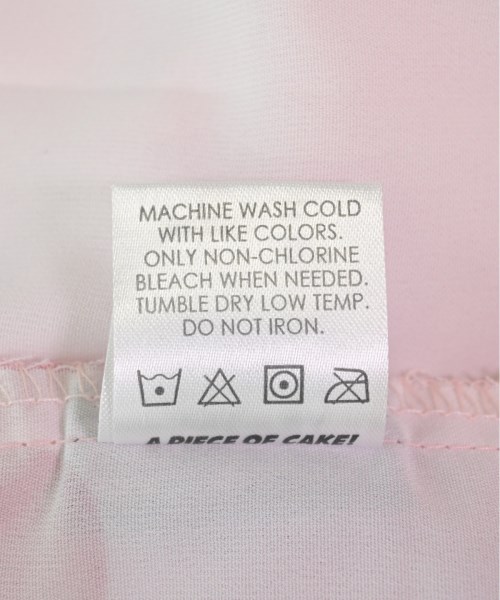 MACHINE WASH COLD
WITH LIKE COLORS.
ONLY NON-CHLORINE
BLEACH WHEN NEEDED.
TUMBLE DRY LOW TEMP.
DO NOT IRON.
A PIECE OF CAKE!